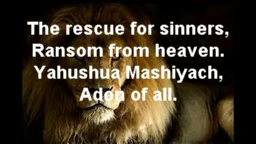 The rescue for sinners,
Ransom from heaven.
Yahushua Mashiyach,
Adon of all.